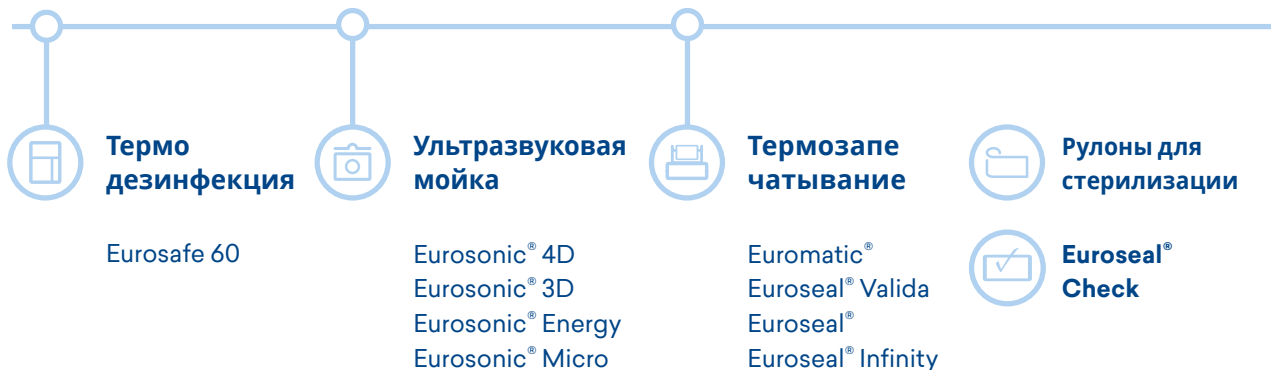 Термо
дезинфекция
Eurosafe 60
Ультразвуковая
мойка
Eurosonic® 4D
Eurosonic® 3D
Eurosonic® Energy
Eurosonic® Micro
Термозапе
чатывание
Euromatic®
Euroseal® Valida
Euroseal®
Euroseal® Infinity
Рулоны для
стерилизации
Euroseal®
Check